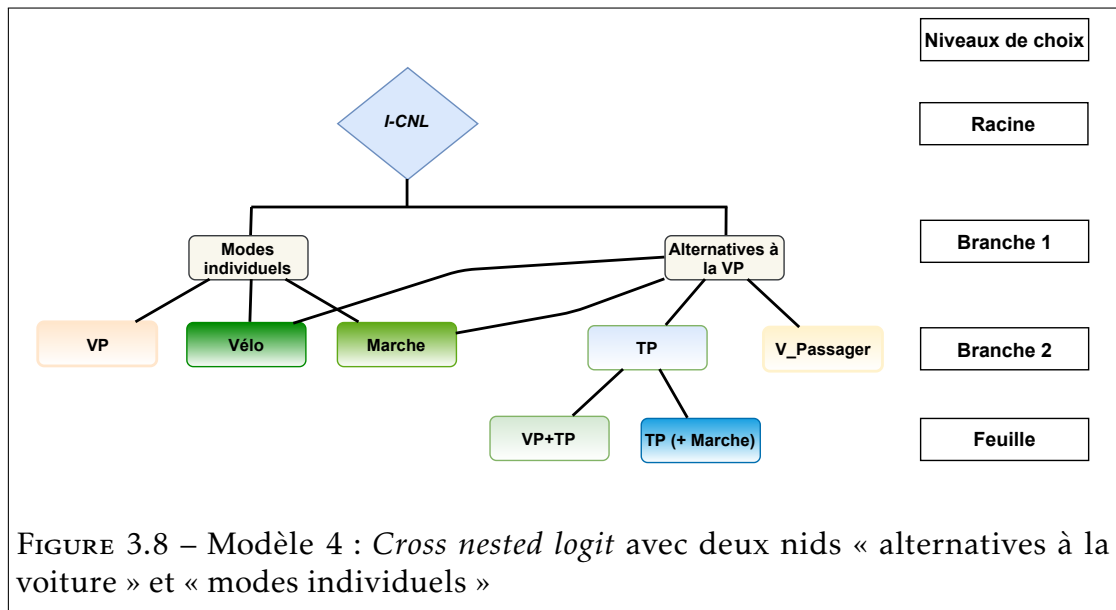 Niveaux de choix
I-CNL
Racine
Modes
individuels
Alternatives à
la VP
Branche 1
VP
Vélo
Marche
TP
V_Passager
Branche 2
VP+TP
TP (+ Marche)
Feuille
FIGURE 3.8 – Modèle 4 : Cross nested logit avec deux nids « alternatives à la
voiture » et « modes individuels »